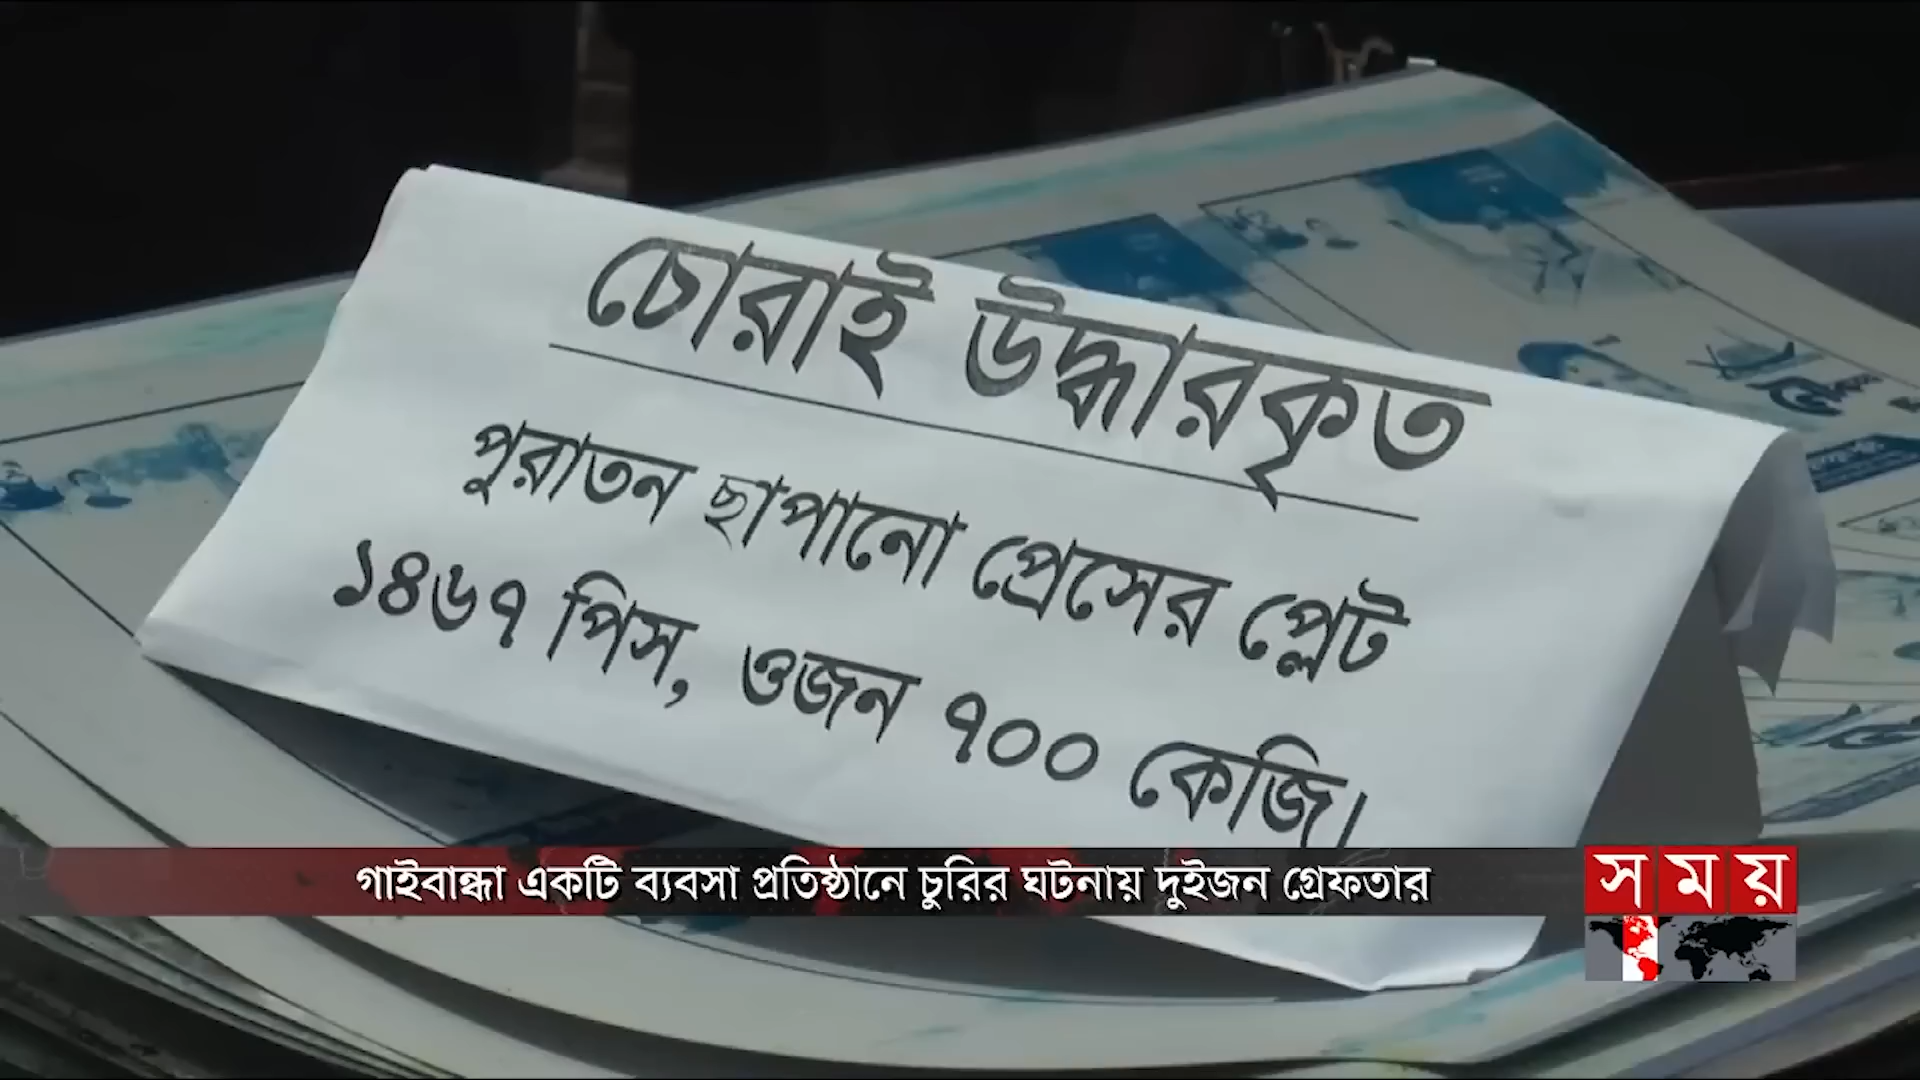 চোরাই উদ্ধারকৃত
পুরাতন ছাপানো প্রেসের প্লেট
১৪৬৭ পিস, ওজন ৭০০ কেজি।
গাইবান্ধা একটি ব্যবসা প্রতিষ্ঠানে চুরির ঘটনায় দুইজন গ্রেফতার
সময়